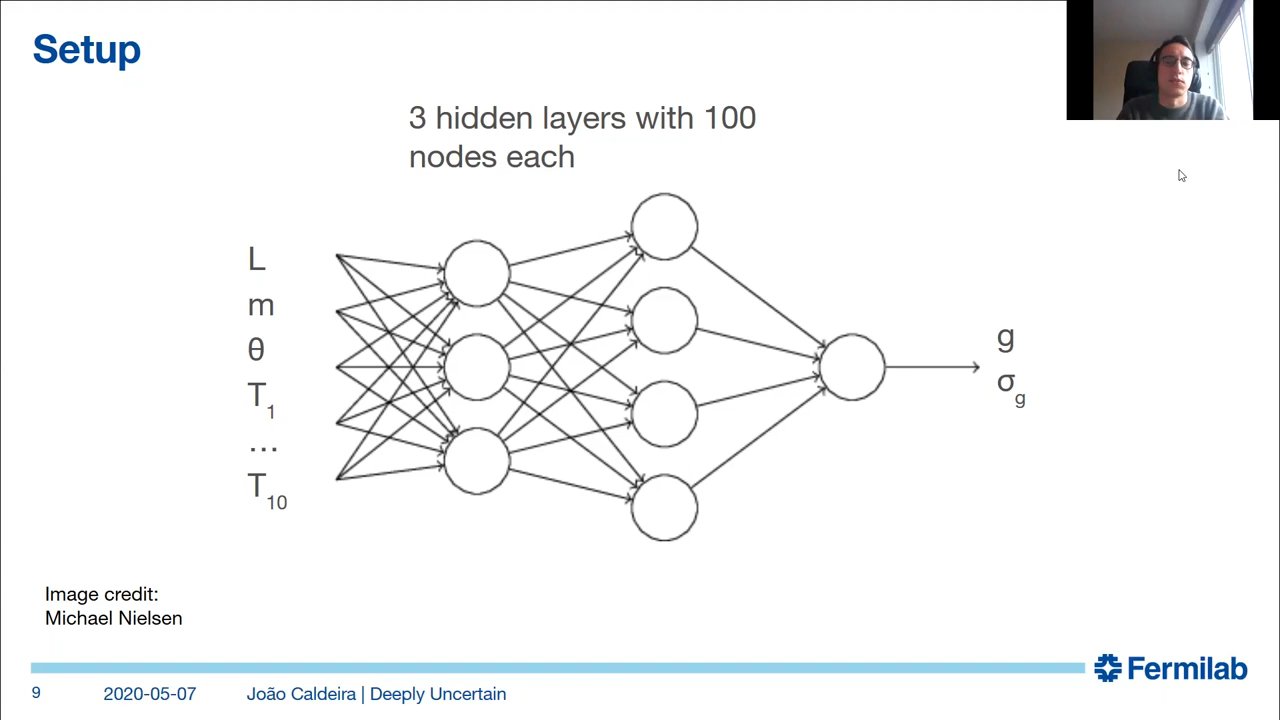 Setup
3 hidden layers with 100
nodes each
L
m
θ
T1
...
T10
g
σg
Image credit:
Michael Nielsen
Fermilab
9 2020-05-07 João Caldeira | Deeply Uncertain